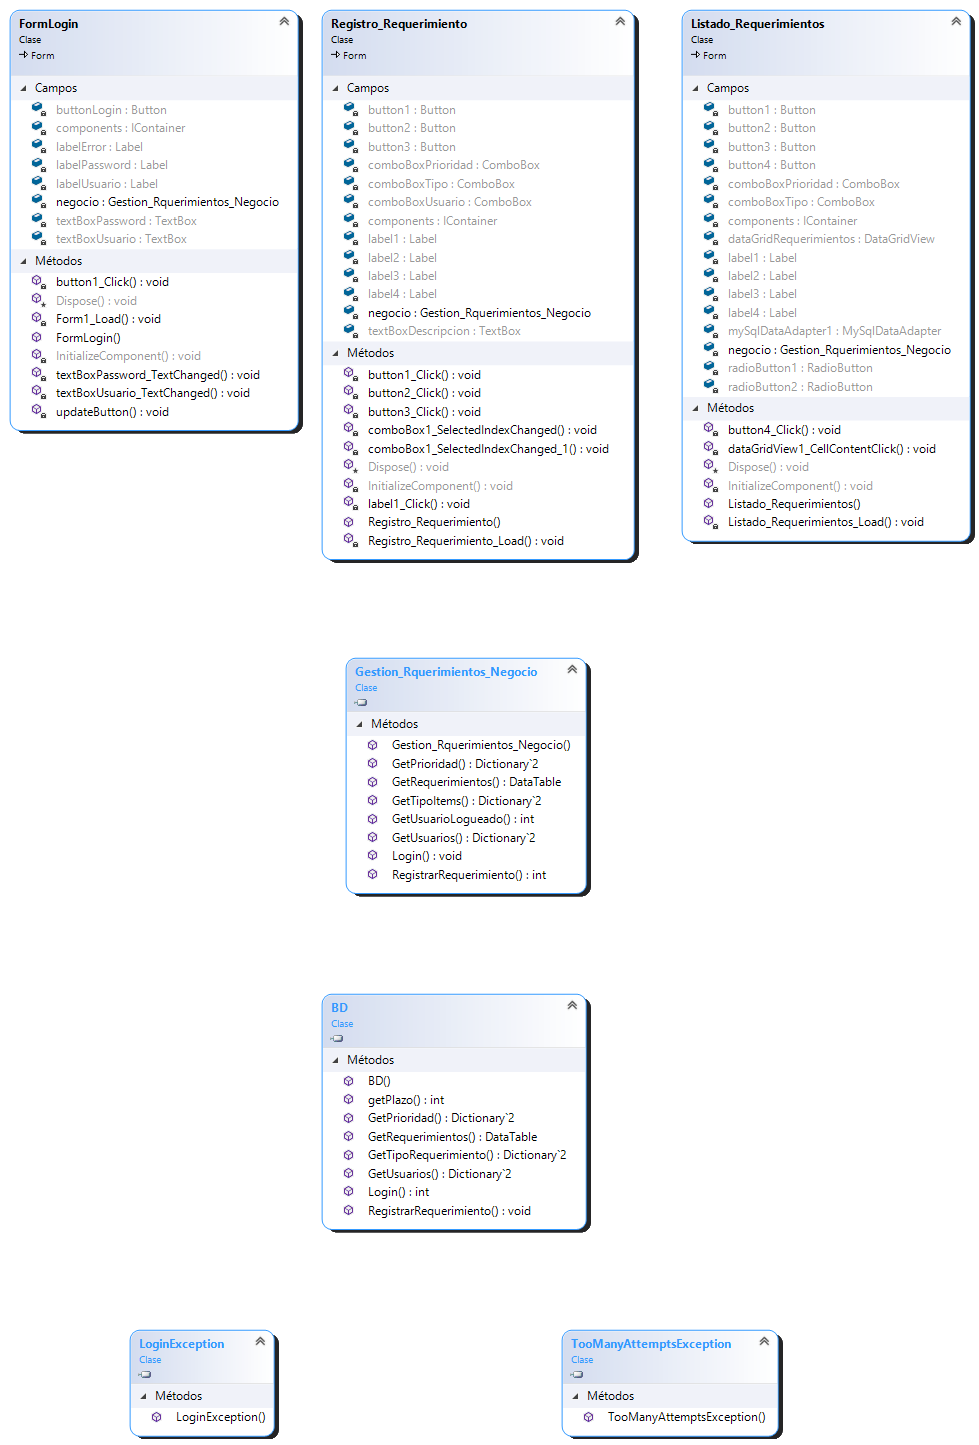 FormLogin
Clase
Form
Campos
buttonLogin : Button
components : IContainer
labelError : Label
labelPassword : Label
labelUsuario : Label
negocio : Gestion_Rquerimientos_Negocio
textBoxPassword : TextBox
textBoxUsuario : TextBox
Métodos
button1_Click() : void
Dispose() : void
Form1_Load() : void
FormLogin()
InitializeComponent() : void
textBoxPassword_TextChanged() : void
textBoxUsuario_TextChanged() : void
updateButton() : void
Registro_Requerimiento
Clase
Form
Campos
button1 : Button
button2 : Button
button3 : Button
comboBoxPrioridad : ComboBox
comboBoxTipo : ComboBox
comboBoxUsuario : ComboBox
components : IContainer
label1 : Label
label2 : Label
label3 : Label
label4 : Label
negocio : Gestion_Rquerimientos_Negocio
textBoxDescripcion : TextBox
Métodos
button1_Click() : void
button2_Click() : void
button3_Click() : void
comboBox1_SelectedIndexChanged() : void
comboBox1_SelectedIndexChanged_1() : void
Dispose() : void
InitializeComponent() : void
label1_Click() : void
Registro_Requerimiento()
Registro_Requerimiento_Load() : void
Listado_Requerimientos
Clase
Form
Campos
button1 : Button
button2 : Button
button3 : Button
button4 : Button
comboBoxPrioridad : ComboBox
comboBoxTipo : ComboBox
components : IContainer
dataGridRequerimientos : DataGridView
label1 : Label
label2 : Label
label3 : Label
label4 : Label
mySqlDataAdapter1 : MySqlDataAdapter
negocio : Gestion_Rquerimientos_Negocio
radioButton1 : RadioButton
radioButton2 : RadioButton
Métodos
button4_Click() : void
dataGridView1_CellContentClick() : void
Dispose() : void
InitializeComponent() : void
Listado_Requerimientos()
Listado_Requerimientos_Load() : void
Gestion_Rquerimientos_Negocio
Clase
Métodos
Gestion_Rquerimientos_Negocio()
GetPrioridad() : Dictionary`2
GetRequerimientos() : DataTable
GetTipoItems() : Dictionary`2
GetUsuarioLogueado() : int
GetUsuarios() : Dictionary`2
Login() : void
RegistrarRequerimiento() : int
BD
Clase
Métodos
BD()
getPlazo() : int
GetPrioridad() : Dictionary`2
GetRequerimientos() : DataTable
GetTipoRequerimiento() : Dictionary`2
GetUsuarios() : Dictionary`2
Login() : int
RegistrarRequerimiento() : void
LoginException
Clase
Métodos
LoginException()
TooManyAttemptsException
Clase
Métodos
TooManyAttemptsException()